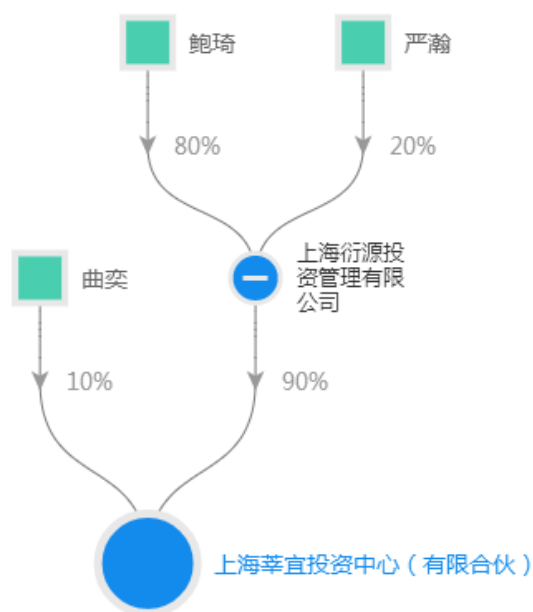 鲍琦
严瀚
80%
20%
上海衍源投
资管理有限
公司
曲奕
10%
90%
上海莘宜投资中心（有限合伙）